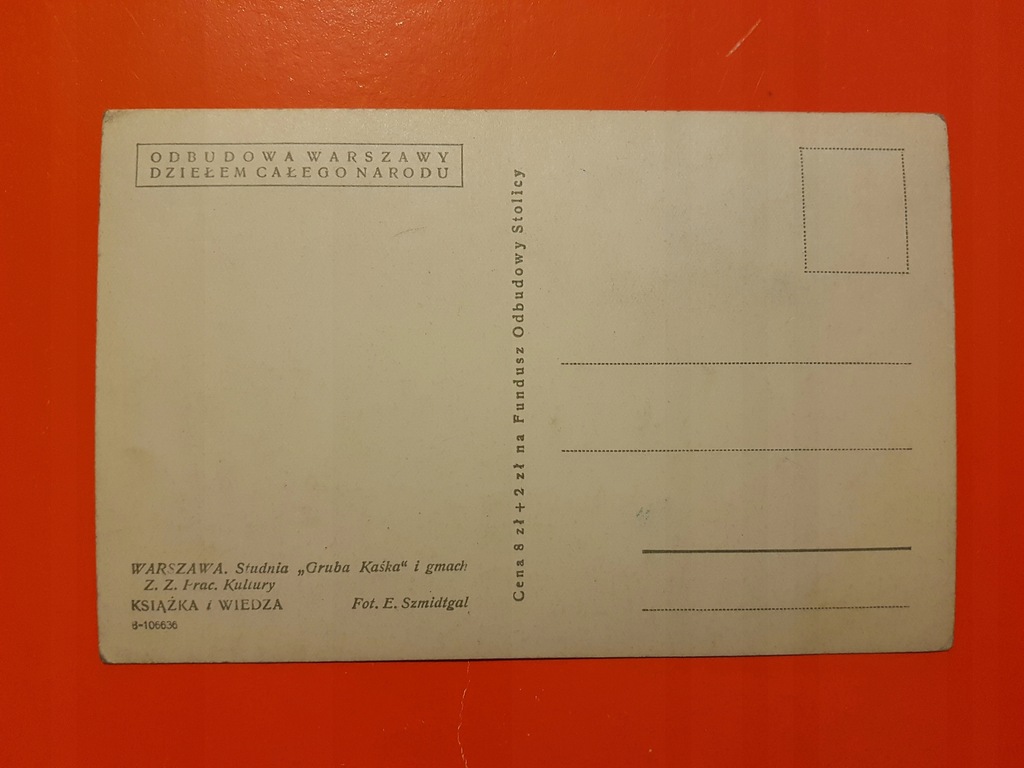 ODBUDOWA WARSZAWY
DZIEŁEM CAŁEGO NARODU
Cena 8 zł + 2 zł na Fundusz Odbudowy Stolicy
WARSZAWA. Studnia „Gruba Kaśka“ i gmach
Z. Z. Prac. Kultury
KSIĄŻKA i WIEDZA Fot. E. Szmidtgal
B-106636